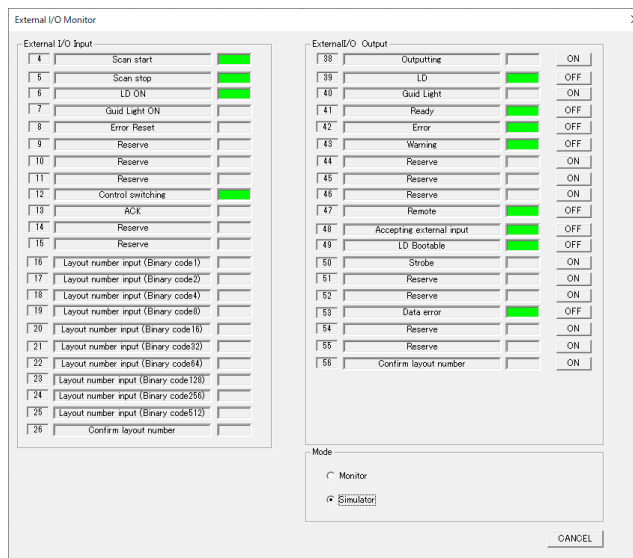 External I/O Monitor
External I/O Input
4 Scan start
5 Scan stop
6 LD ON
7 Guid Light ON
8 Error Reset
9 Reserve
10 Reserve
11 Reserve
12 Control switching
13 ACK
14 Reserve
15 Reserve
16 Layout number input (Binary code1)
17 Layout number input (Binary code2)
18 Layout number input (Binary code4)
19 Layout number input (Binary code8)
20 Layout number input (Binary code16)
21 Layout number input (Binary code32)
22 Layout number input (Binary code64)
23 Layout number input (Binary code128)
24 Layout number input (Binary code256)
25 Layout number input (Binary code512)
26 Confirm layout number
ExternalI/O Output
38 Outputting ON
39 LD OFF
40 Guid Light ON
41 Ready OFF
42 Error OFF
43 Warning OFF
44 Reserve ON
45 Reserve ON
46 Reserve ON
47 Remote OFF
48 Accepting external input OFF
49 LD Bootable OFF
50 Strobe ON
51 Reserve ON
52 Reserve ON
53 Data error OFF
54 Reserve ON
55 Reserve ON
56 Confirm layout number ON
Mode
Monitor
Simulator
CANCEL